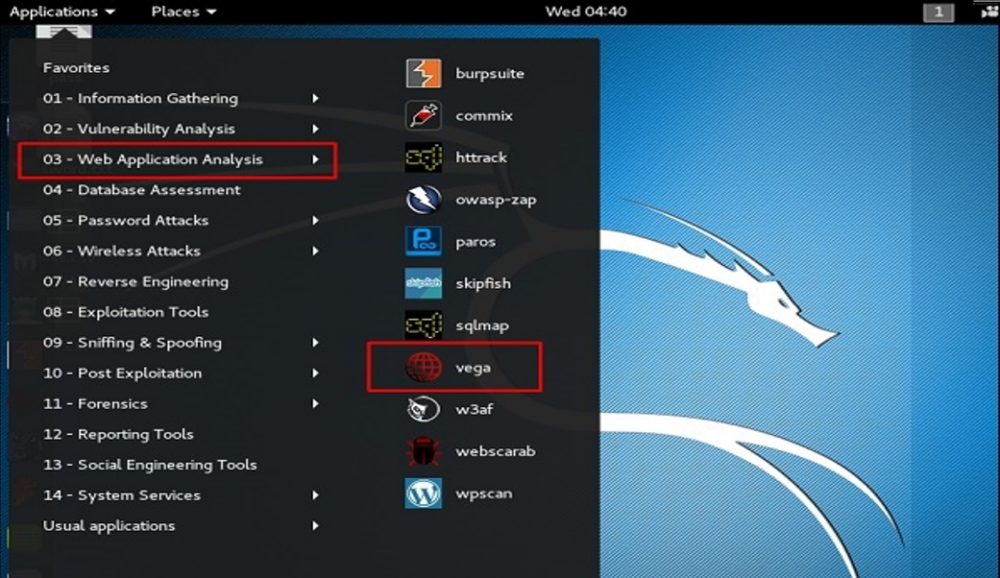 Applications Places Wed 04:40 1
Favorites
01 - Information Gathering
02 - Vulnerability Analysis
03 - Web Application Analysis
04 - Database Assessment
05 - Password Attacks
06 - Wireless Attacks
07 - Reverse Engineering
08 - Exploitation Tools
09 - Sniffing & Spoofing
10 - Post Exploitation
11 - Forensics
12 - Reporting Tools
13 - Social Engineering Tools
14 - System Services
Usual applications
burpsuite
commix
httrack
owasp-zap
paros
skipfish
sqlmap
vega
w3af
webscarab
wpscan